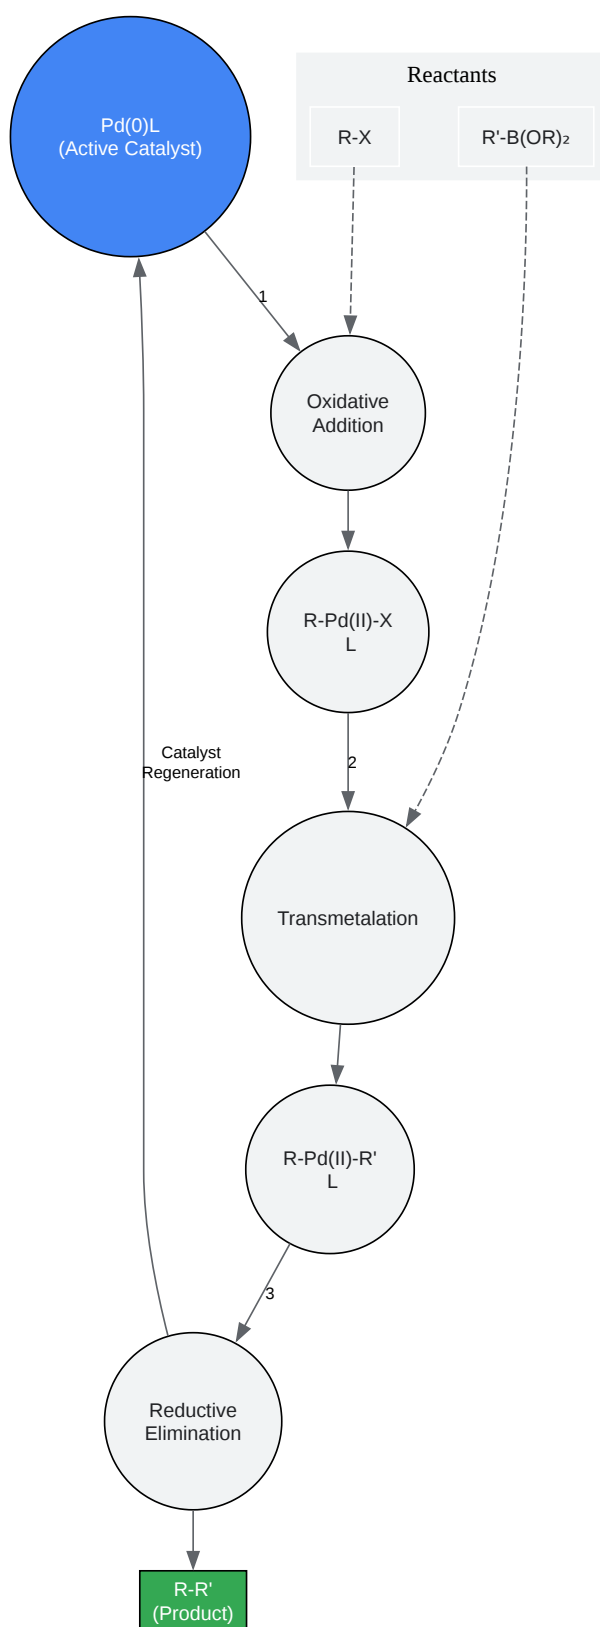 Pd(0)L
(Active Catalyst)
Reactants
R-X
R'-B(OR)₂
1
Oxidative
Addition
R-Pd(II)-X
L
2
Catalyst
Regeneration
Transmetalation
R-Pd(II)-R'
L
3
Reductive
Elimination
R-R'
(Product)